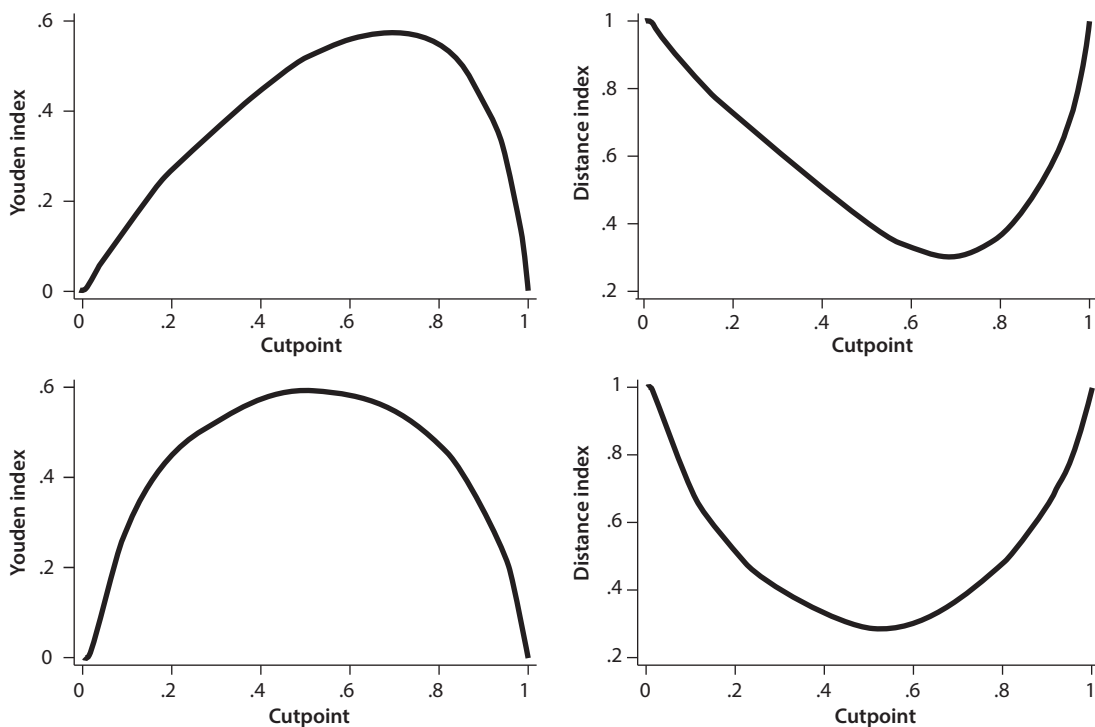 Youden index
.6
.4
.2
0
0 .2 .4 .6 .8 1
Cutpoint
Distance index
1
.8
.6
.4
.2
0 .2 .4 .6 .8 1
Cutpoint
Youden index
.6
.4
.2
0
0 .2 .4 .6 .8 1
Cutpoint
Distance index
1
.8
.6
.4
.2
0 .2 .4 .6 .8 1
Cutpoint